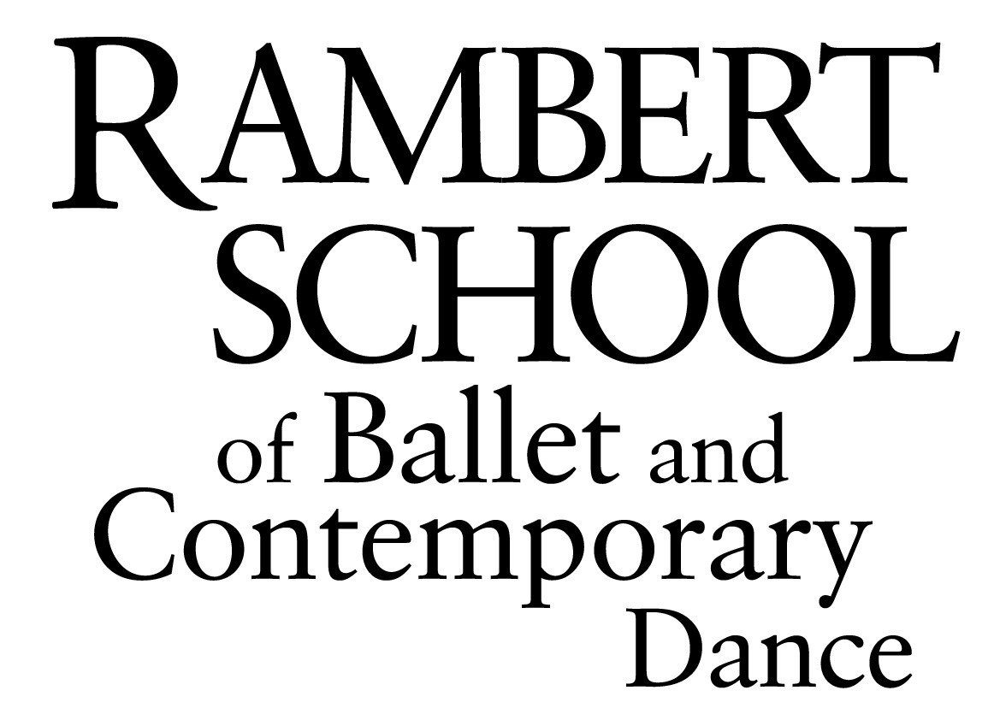 RAMBERT
SCHOOL
of Ballet and
Contemporary
Dance